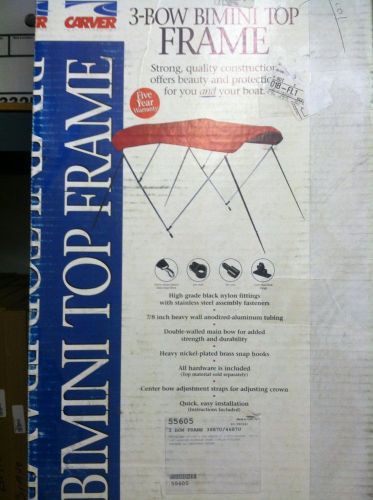 CARVER
3-BOW BIMINI TOP
FRAME
Strong, quality construction
offers beauty and protection
for you and your boat.
Five
Year
Warranty
018-FL1
BIMINI TOP FRAME
High grade black nylon fittings
with stainless steel assembly fasteners
7/8 inch heavy wall anodized-aluminum tubing
Double-walled main bow for added
strength and durability
Heavy nickel-plated brass snap hooks
All hardware is included
(Top material sold separately)
Center bow adjustment straps for adjusting crown
Quick, easy installation
(Instructions Included)
55605
3 BOW FRAME
55605